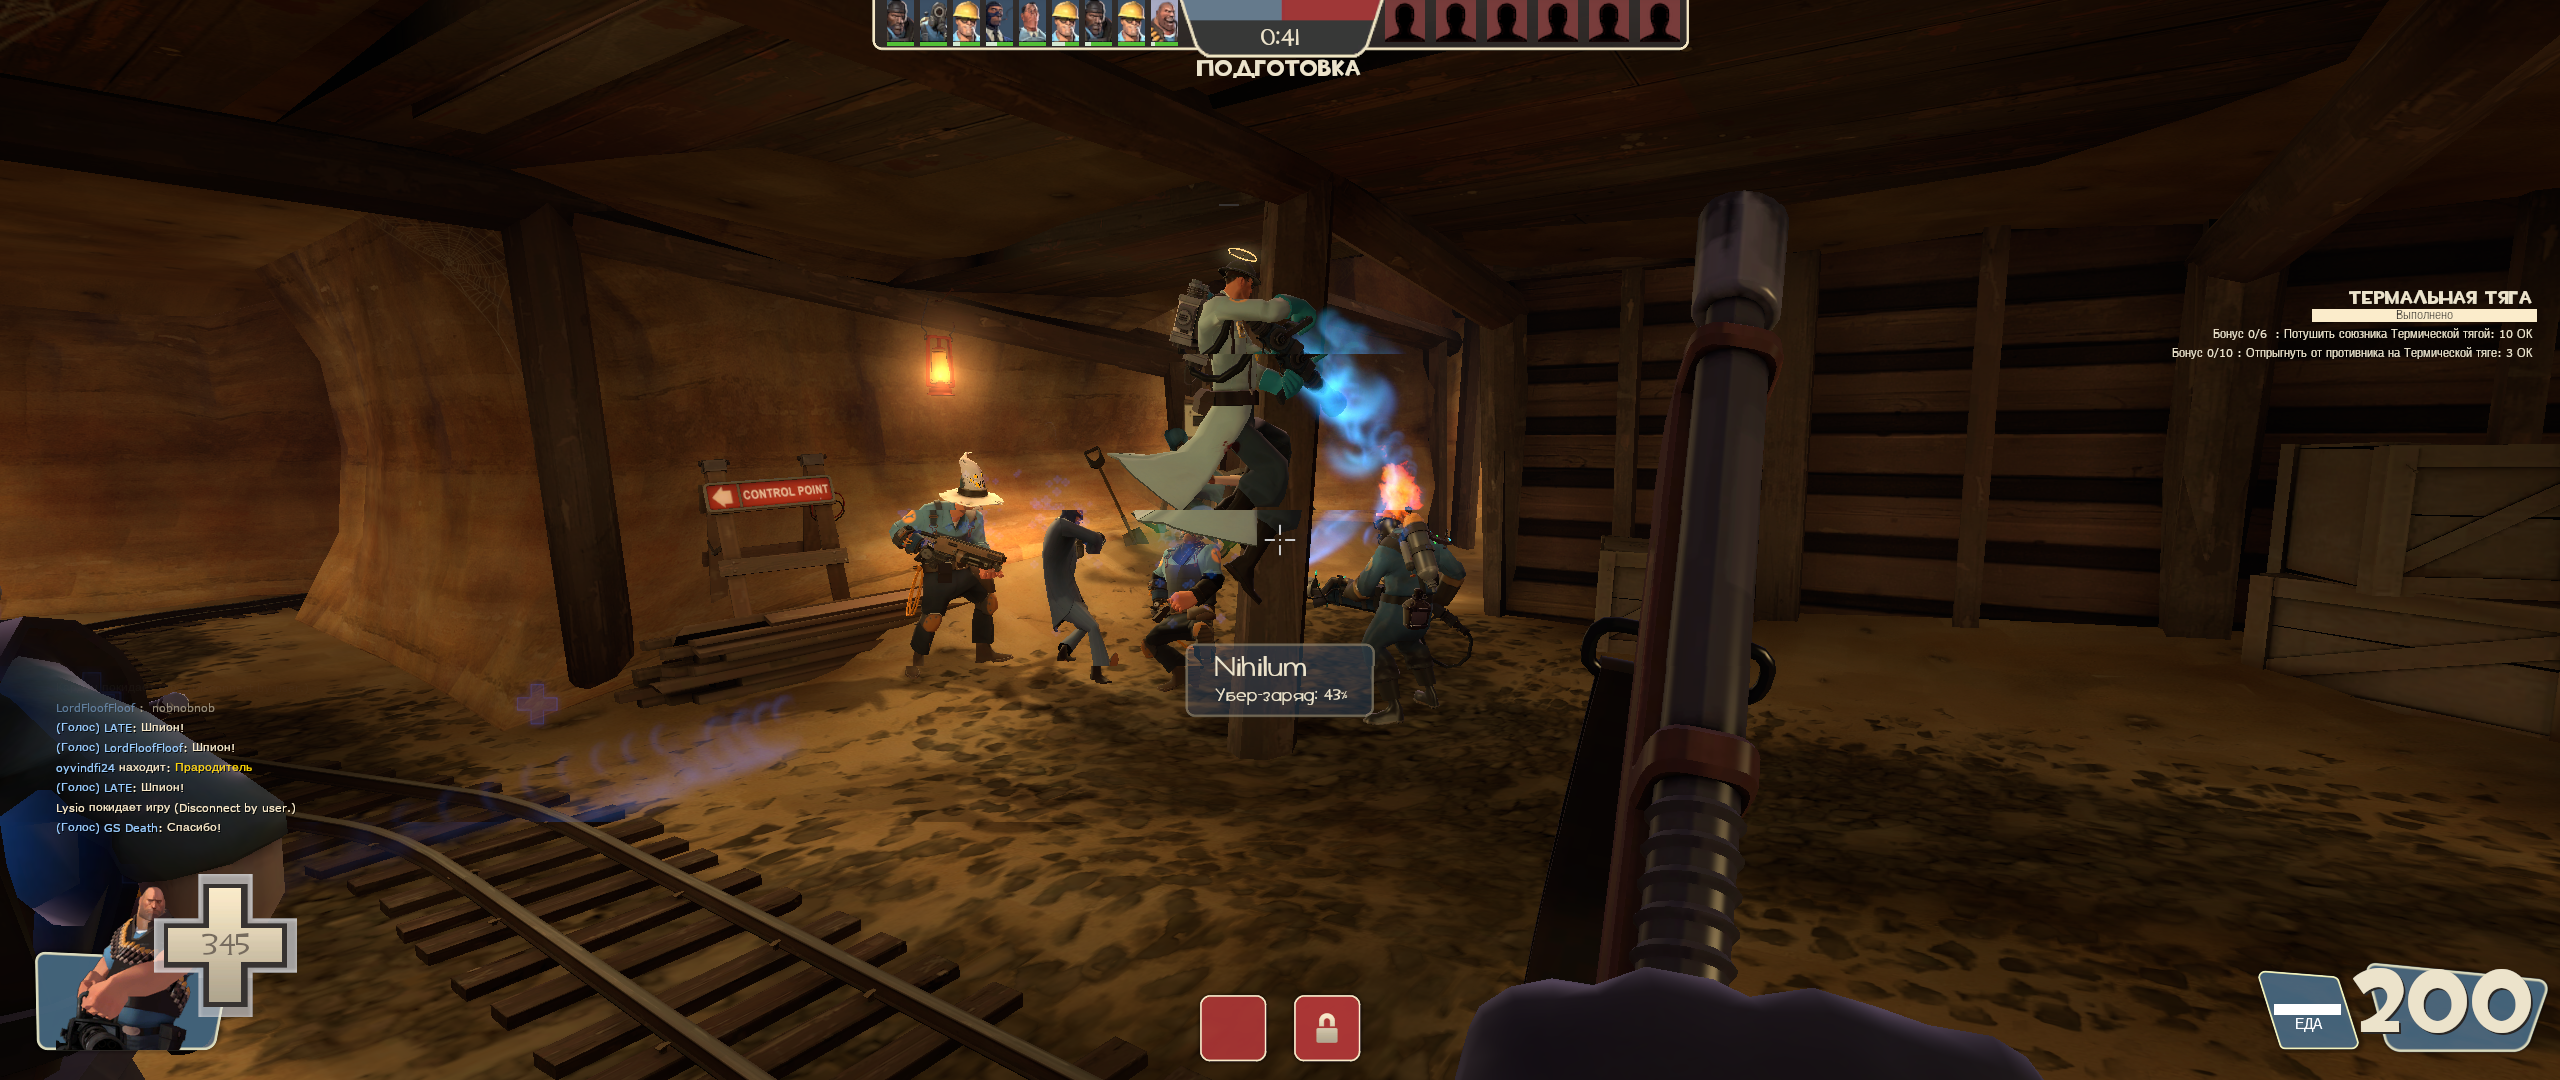 0:41
ПОДГОТОВКА
ТЕРМАЛЬНАЯ ТЯГА
Выполнено
Бонус 0/6 : Потушить союзника Термической тягой: 10 ОК
Бонус 0/10 : Отпрыгнуть от противника на Термической тяге: 3 ОК
CONTROL POINT
Nihilum
Убер-заряд: 43%
LordFloofFloof : nobnobnob
(Голос) LATE: Шпион!
(Голос) LordFloofFloof: Шпион!
oyvindfi24 находит: Прародитель
(Голос) LATE: Шпион!
Lysio покидает игру (Disconnect by user.)
(Голос) GS Death: Спасибо!
345
ЕДА
200